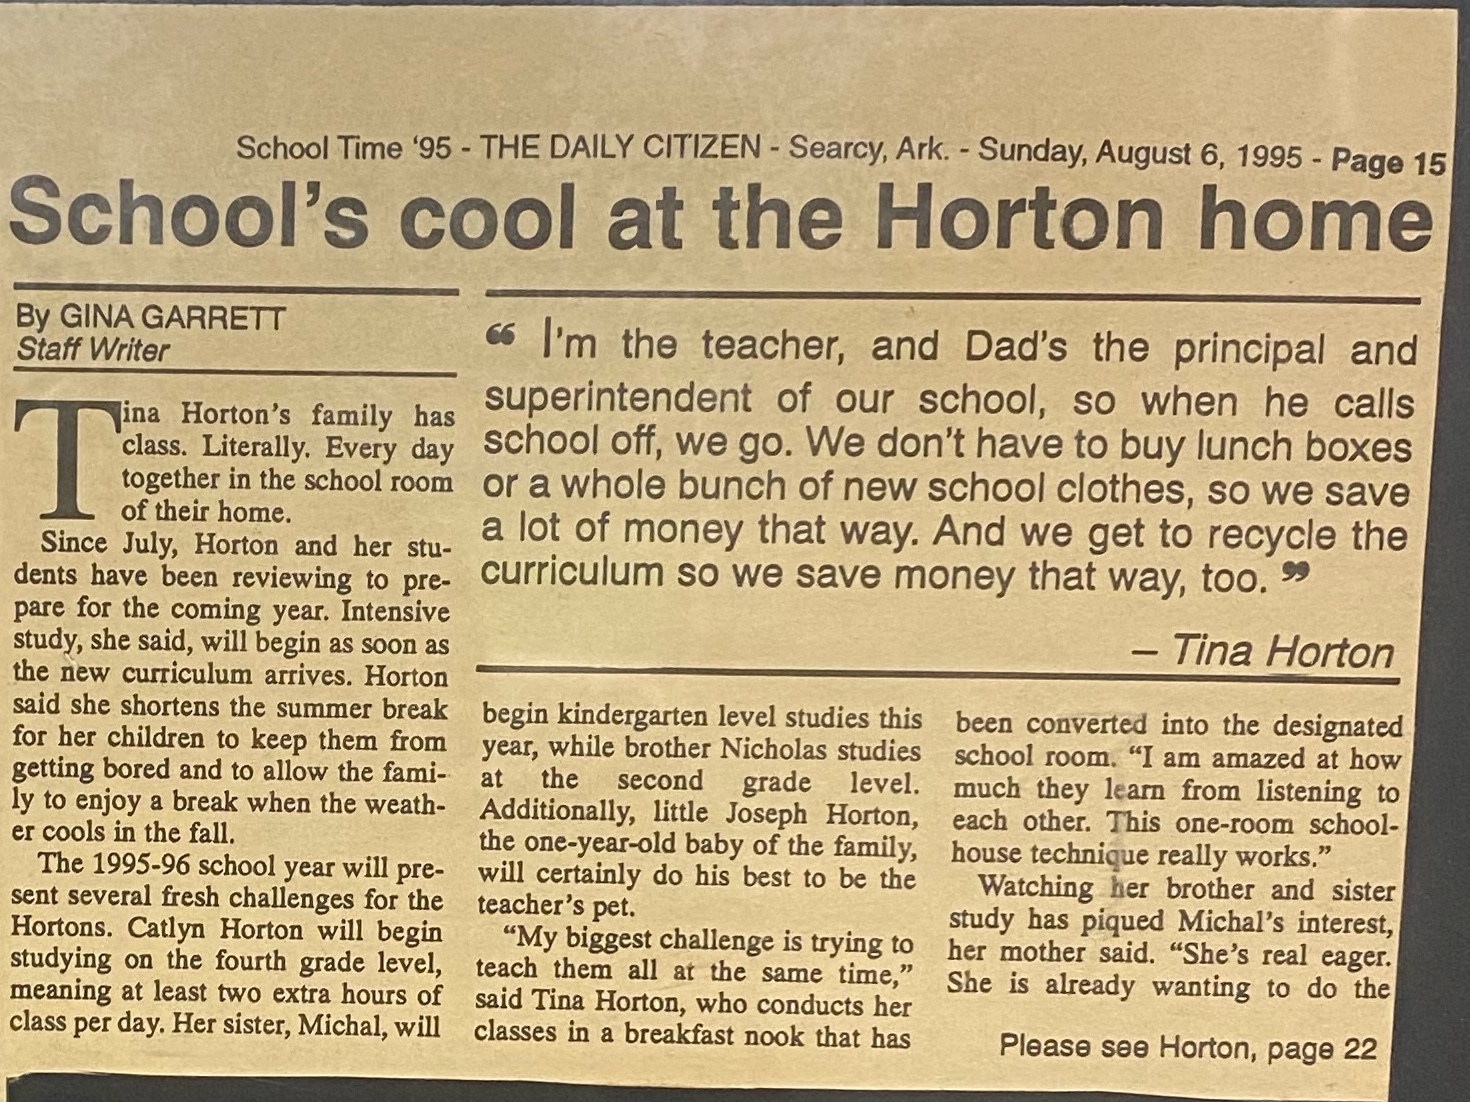 School Time '95 - THE DAILY CITIZEN - Searcy, Ark. - Sunday, August 6, 1995 - Page 15
School's cool at the Horton home
By GINA GARRETT
Staff Writer
“ I'm the teacher, and Dad's the principal and
superintendent of our school, so when he calls
school off, we go. We don't have to buy lunch boxes
or a whole bunch of new school clothes, so we save
a lot of money that way. And we get to recycle the
curriculum so we save money that way, too. ”
– Tina Horton
Tina Horton's family has
class. Literally. Every day
together in the school room
of their home.
Since July, Horton and her stu-
dents have been reviewing to pre-
pare for the coming year. Intensive
study, she said, will begin as soon as
the new curriculum arrives. Horton
said she shortens the summer break
for her children to keep them from
getting bored and to allow the fami-
ly to enjoy a break when the weath-
er cools in the fall.
The 1995-96 school year will pre-
sent several fresh challenges for the
Hortons. Catlyn Horton will begin
studying on the fourth grade level,
meaning at least two extra hours of
class per day. Her sister, Michal, will
begin kindergarten level studies this
year, while brother Nicholas studies
at the second grade level.
Additionally, little Joseph Horton,
the one-year-old baby of the family,
will certainly do his best to be the
teacher's pet.
“My biggest challenge is trying to
teach them all at the same time,”
said Tina Horton, who conducts her
classes in a breakfast nook that has
been converted into the designated
school room. “I am amazed at how
much they learn from listening to
each other. This one-room school-
house technique really works.”
Watching her brother and sister
study has piqued Michal's interest,
her mother said. “She's real eager.
She is already wanting to do the
Please see Horton, page 22